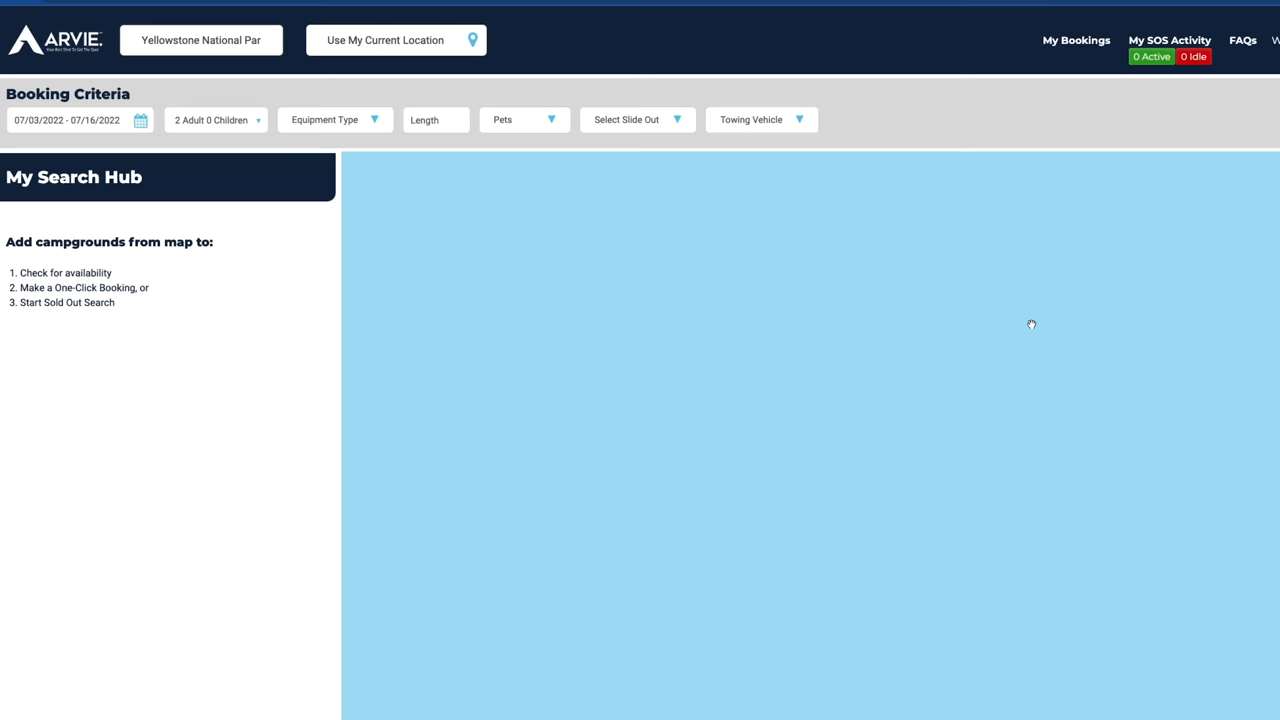 ARVIE
Yellowstone National Par
Use My Current Location
My Bookings
My SOS Activity
FAQs
0 Active
0 Idle
Booking Criteria
07/03/2022 - 07/16/2022
2 Adult 0 Children
Equipment Type
Length
Pets
Select Slide Out
Towing Vehicle
My Search Hub
Add campgrounds from map to:
1. Check for availability
2. Make a One-Click Booking, or
3. Start Sold Out Search